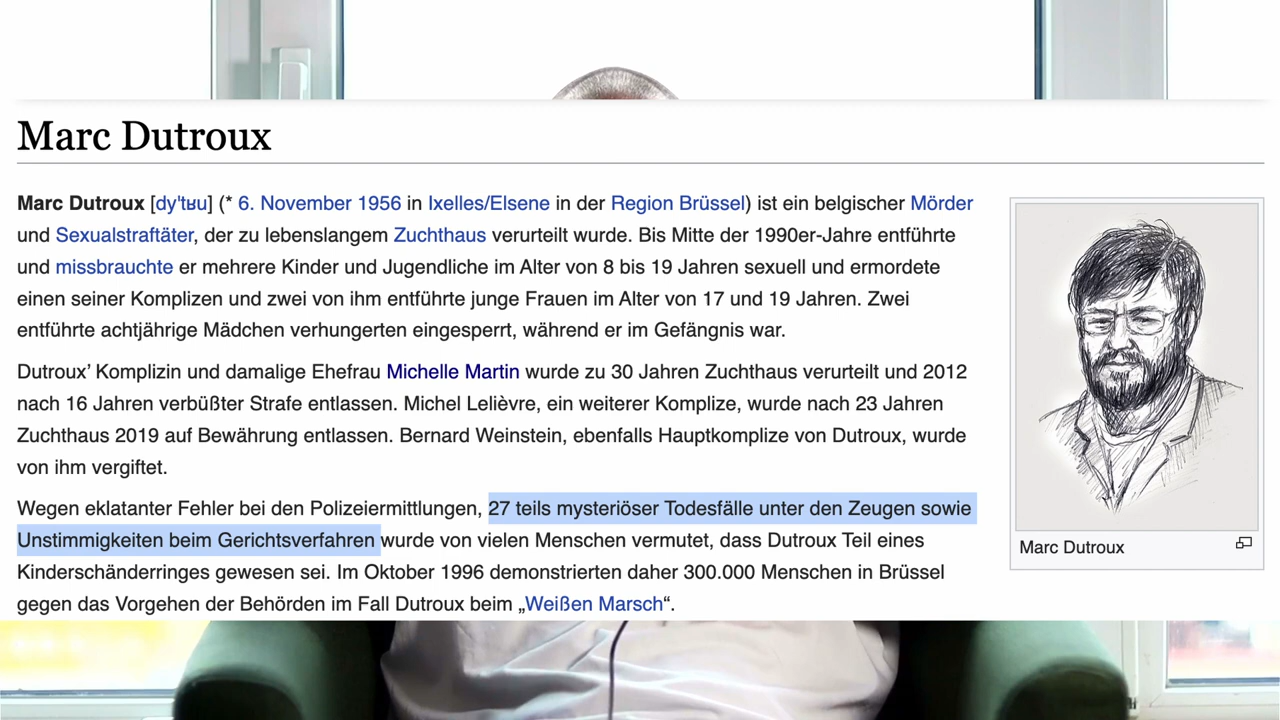 Marc Dutroux
Marc Dutroux [dy'tʁu] (* 6. November 1956 in Ixelles/Elsene in der Region Brüssel) ist ein belgischer Mörder
und Sexualstraftäter, der zu lebenslangem Zuchthaus verurteilt wurde. Bis Mitte der 1990er-Jahre entführte
und missbrauchte er mehrere Kinder und Jugendliche im Alter von 8 bis 19 Jahren sexuell und ermordete
einen seiner Komplizen und zwei von ihm entführte junge Frauen im Alter von 17 und 19 Jahren. Zwei
entführte achtjährige Mädchen verhungerten eingesperrt, während er im Gefängnis war.
Dutroux’ Komplizin und damalige Ehefrau Michelle Martin wurde zu 30 Jahren Zuchthaus verurteilt und 2012
nach 16 Jahren verbüßter Strafe entlassen. Michel Lelièvre, ein weiterer Komplize, wurde nach 23 Jahren
Zuchthaus 2019 auf Bewährung entlassen. Bernard Weinstein, ebenfalls Hauptkomplize von Dutroux, wurde
von ihm vergiftet.
Wegen eklatanter Fehler bei den Polizeiermittlungen, 27 teils mysteriöser Todesfälle unter den Zeugen sowie
Unstimmigkeiten beim Gerichtsverfahren wurde von vielen Menschen vermutet, dass Dutroux Teil eines
Kinderschänderringes gewesen sei. Im Oktober 1996 demonstrierten daher 300.000 Menschen in Brüssel
gegen das Vorgehen der Behörden im Fall Dutroux beim „Weißen Marsch“.
Marc Dutroux